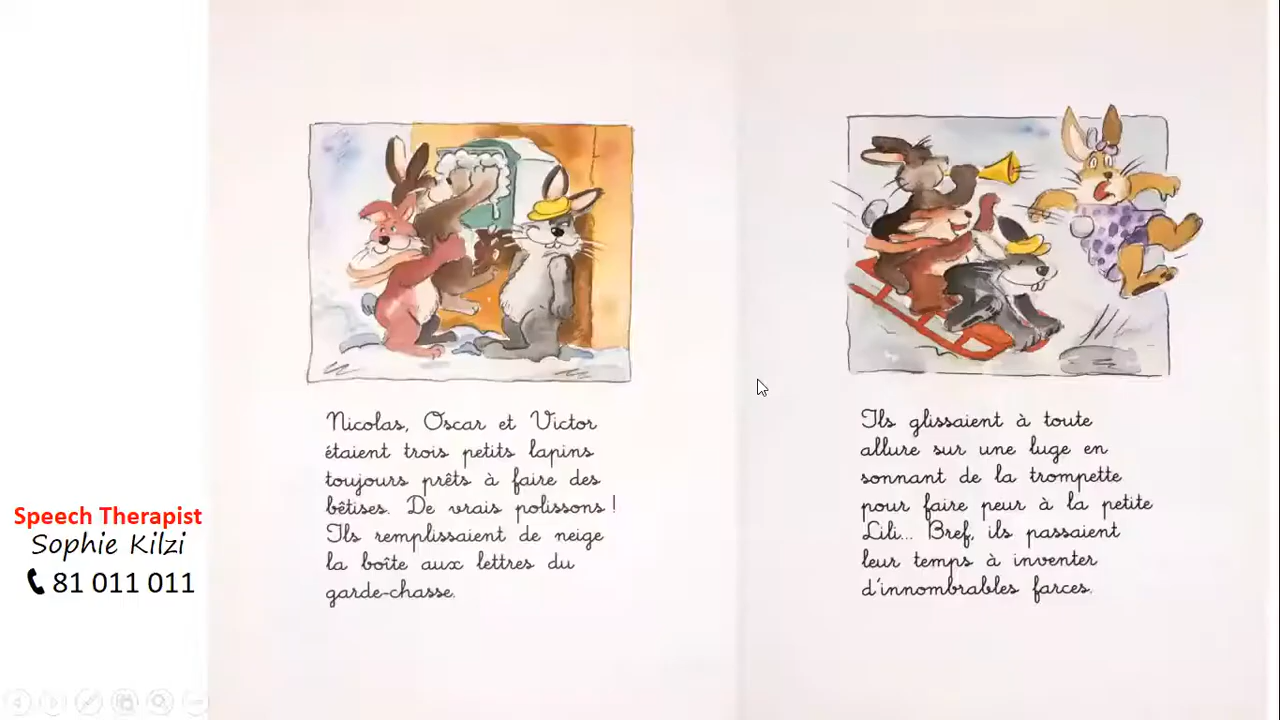 Nicolas, Oscar et Victor
étaient trois petits lapins
toujours prêts à faire des
bêtises. De vrais polissons !
Ils remplissaient de neige
la boîte aux lettres du
garde-chasse.
Ils glissaient à toute
allure sur une luge en
sonnant de la trompette
pour faire peur à la petite
Lili... Bref, ils passaient
leur temps à inventer
d'innombrables farces.
Speech Therapist
Sophie Kilzi
81 011 011